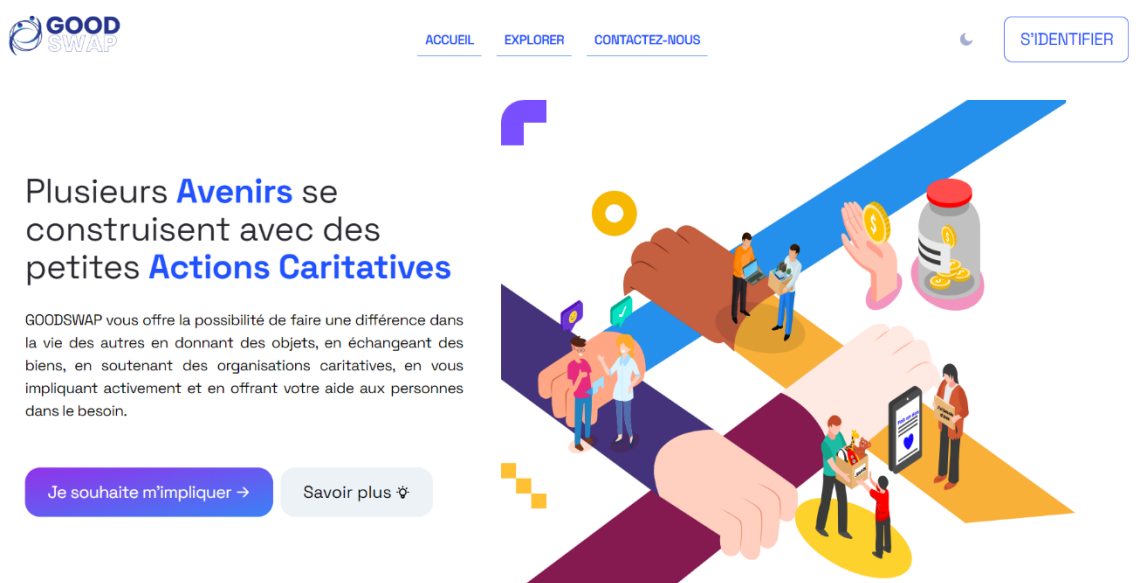 GOOD
SWAP
ACCUEIL EXPLORER CONTACTEZ-NOUS
S'IDENTIFIER
Plusieurs Avenirs se
construisent avec des
petites Actions Caritatives
GOODSWAP vous offre la possibilité de faire une différence dans
la vie des autres en donnant des objets, en échangeant des
biens, en soutenant des organisations caritatives, en vous
impliquant activement et en offrant votre aide aux personnes
dans le besoin.
Je souhaite m'impliquer →
Savoir plus